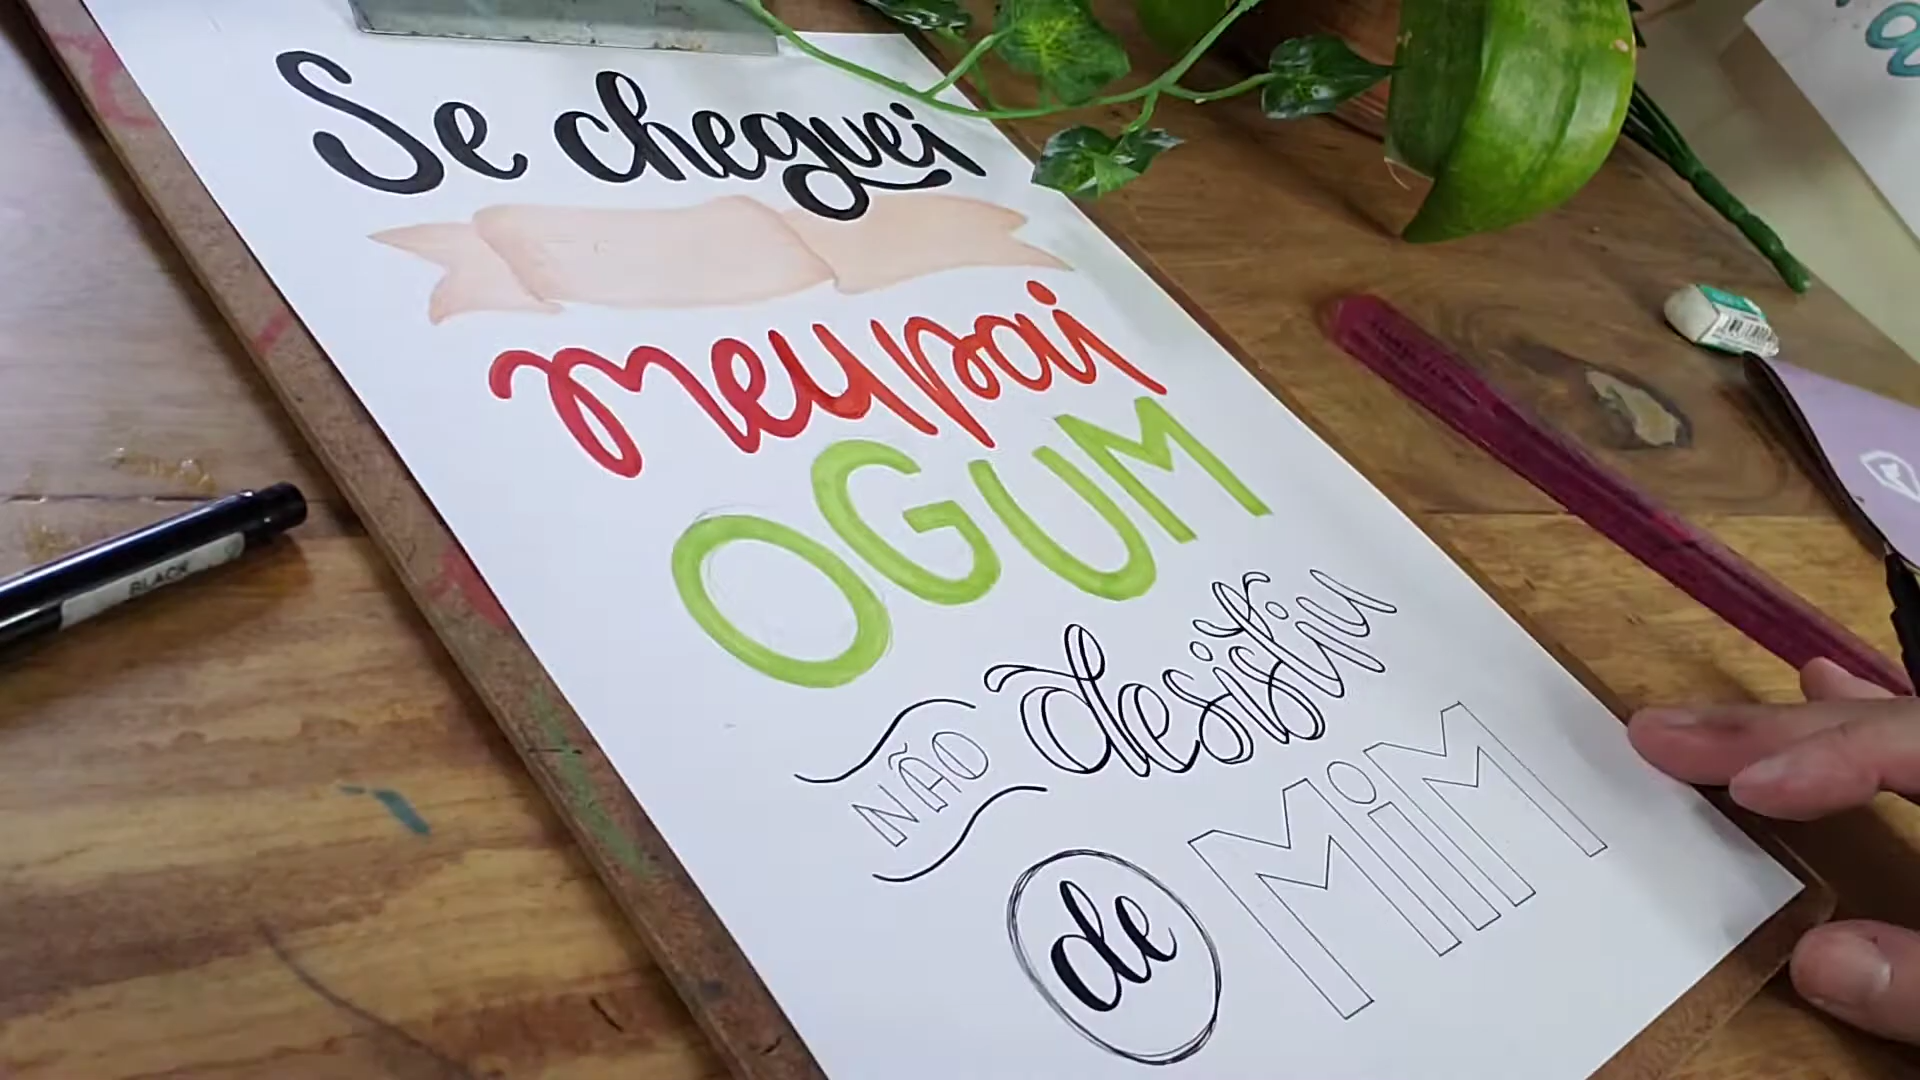 Se cheguei
meu pai
OGUM
NÃO desistiu
de MiM
BLACK